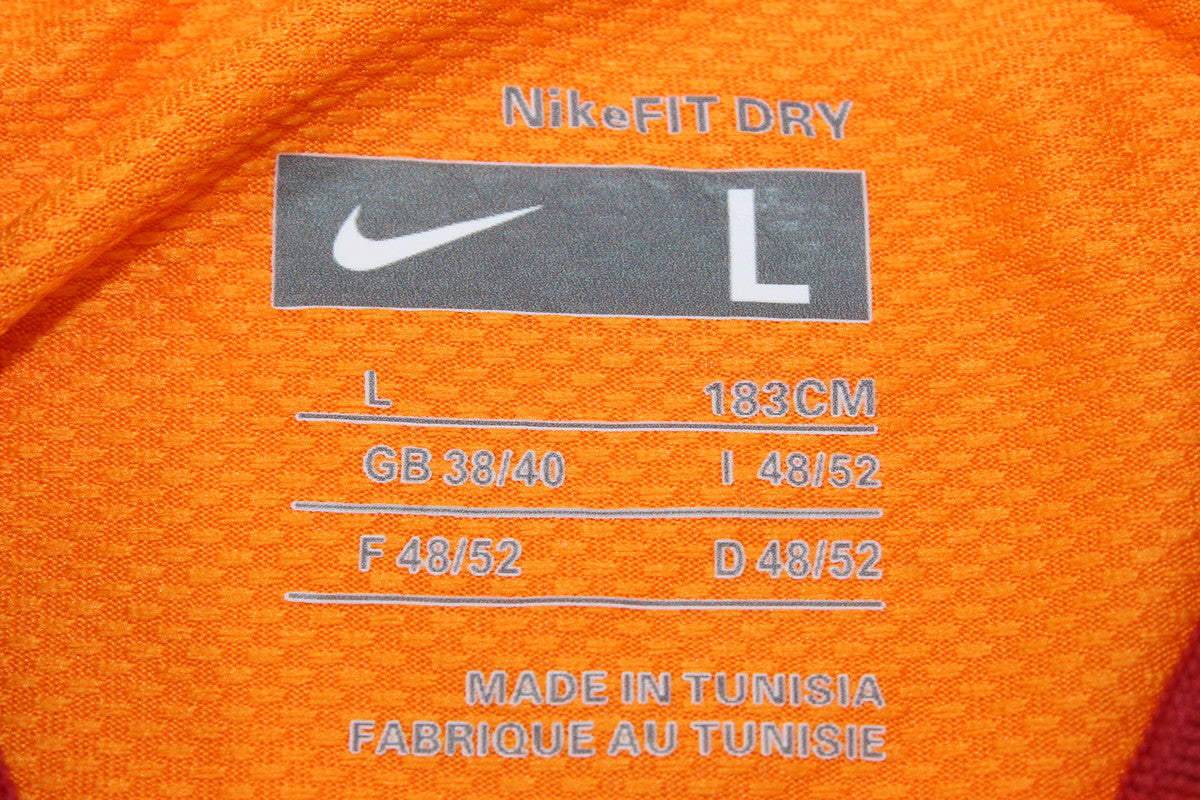 NikeFIT DRY
L
L 183CM
GB 38/40 I 48/52
F 48/52 D 48/52
MADE IN TUNISIA
FABRIQUE AU TUNISIE